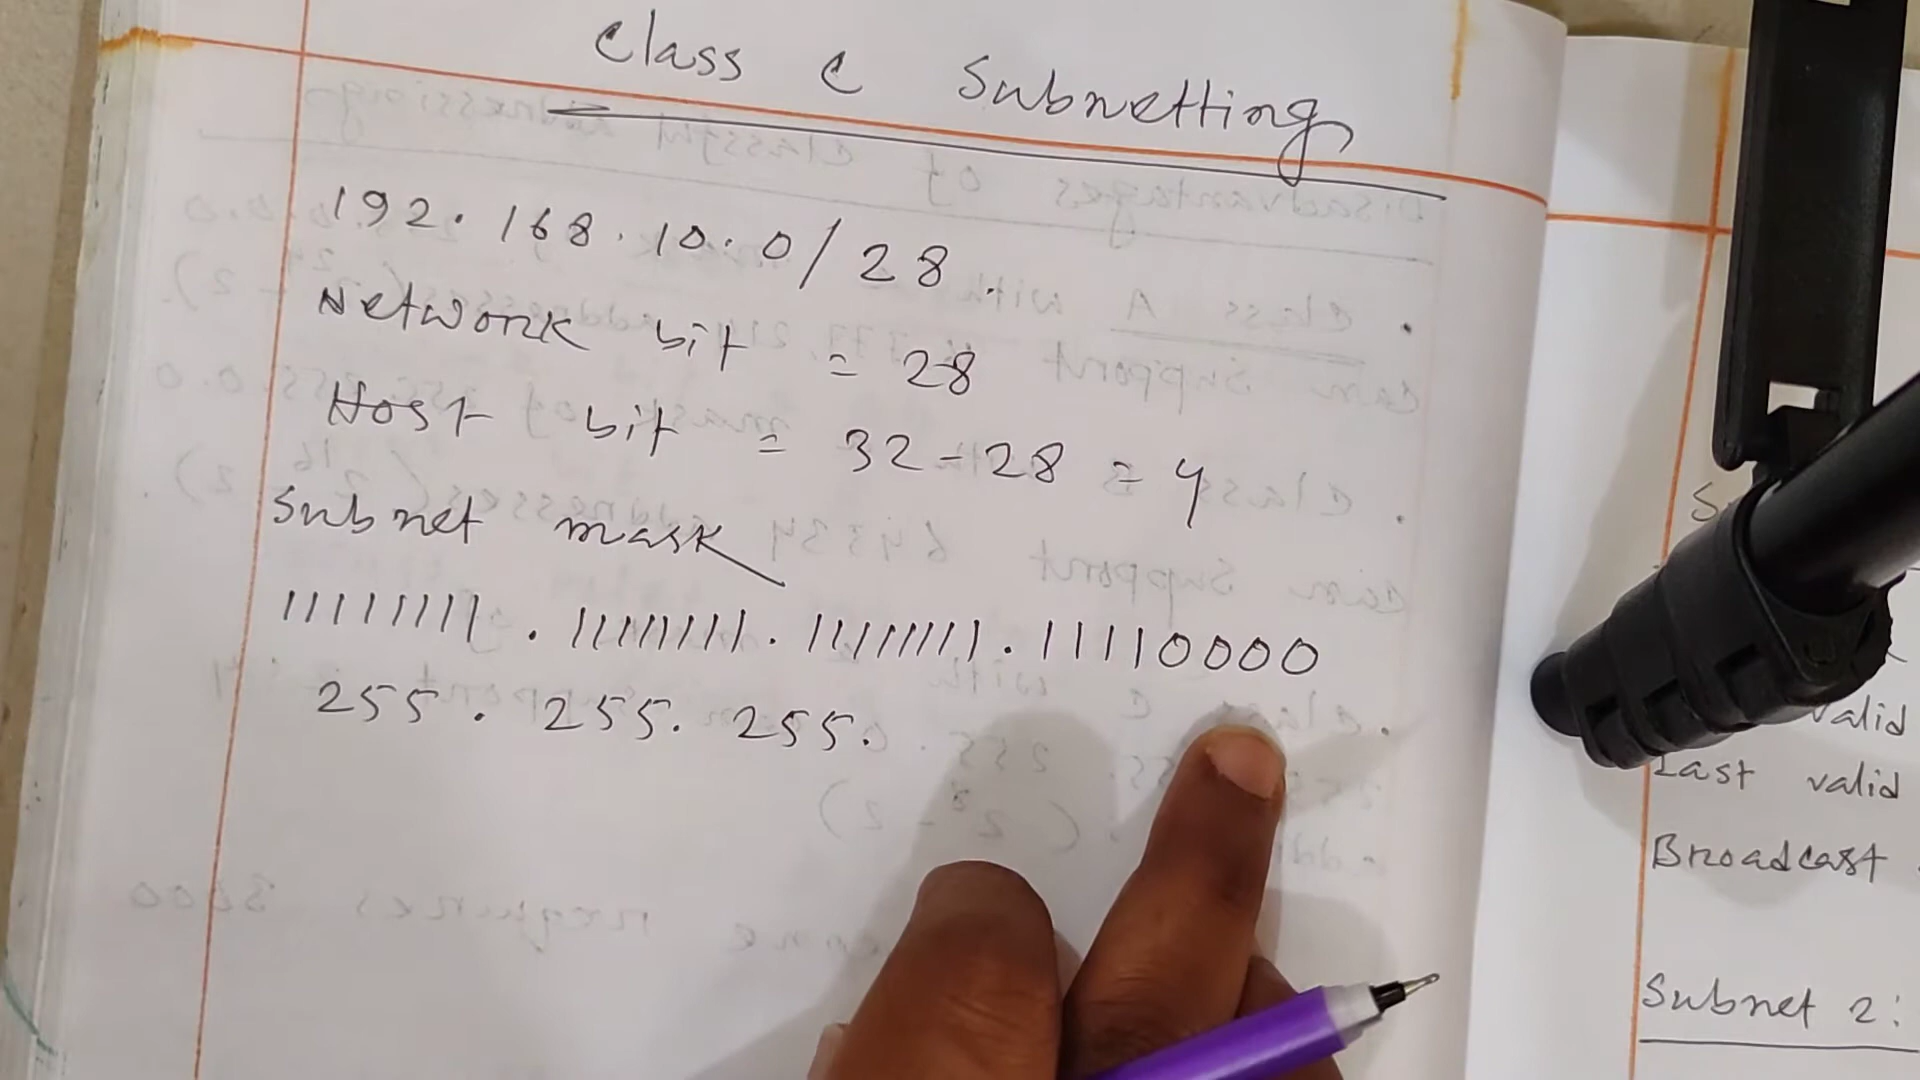 Class C Subnetting
192.168.10.0/28.
Network bit = 28
Host bit = 32-28 = 4
Subnet mask
11111111.11111111.11111111.11110000
255.255.255.
valid
Last valid
Broadcast
Subnet 2: